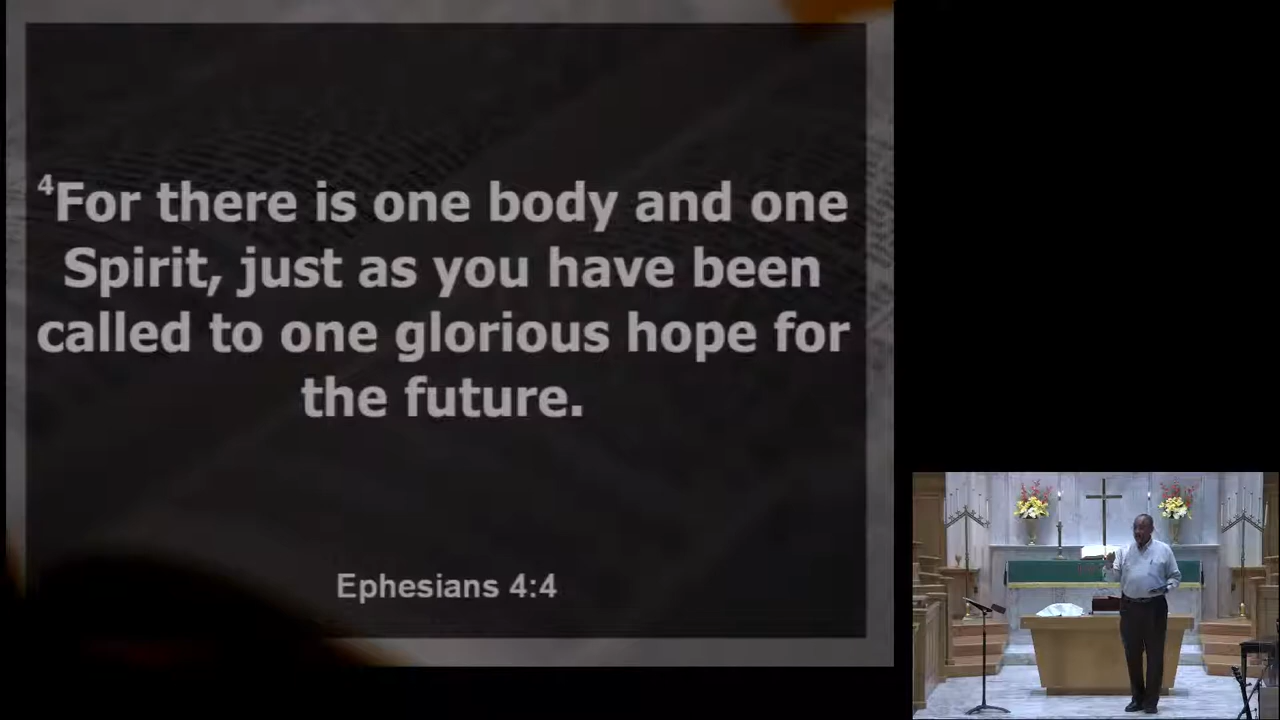 ⁴For there is one body and one
Spirit, just as you have been
called to one glorious hope for
the future.
Ephesians 4:4